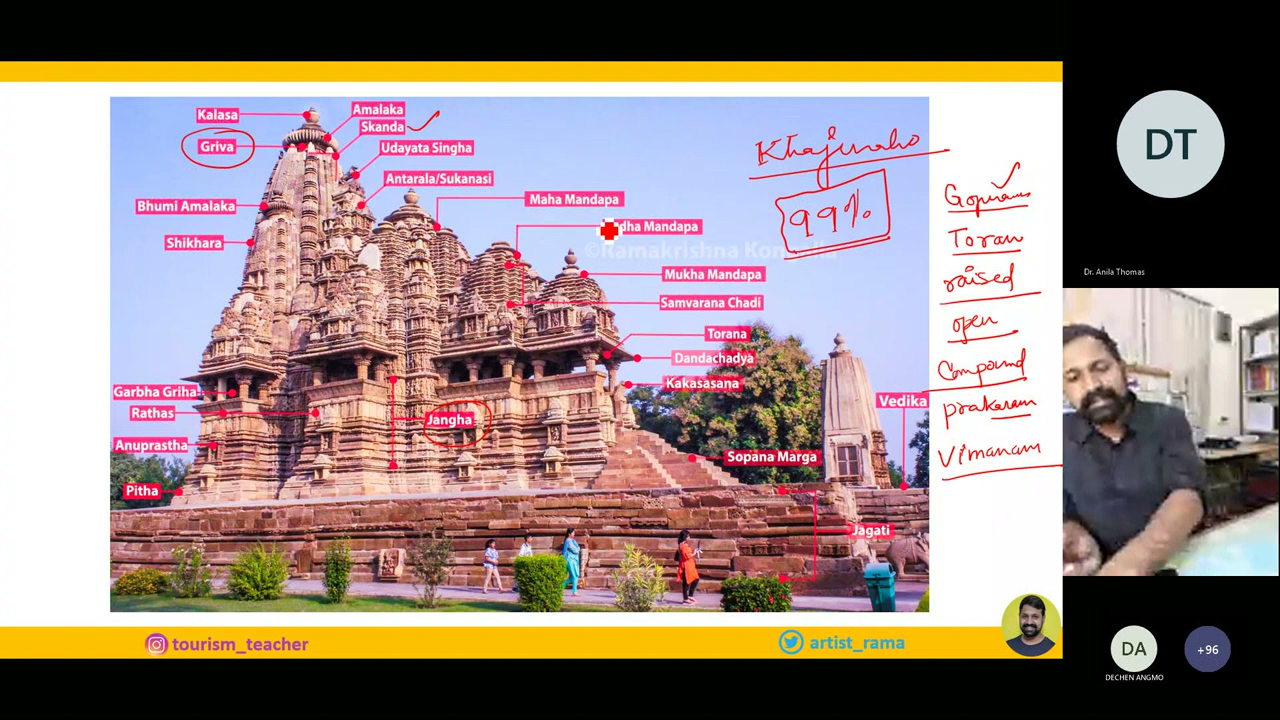 Kalasa
Amalaka
Skanda
Griva
Udayata Singha
Antarala/Sukanasi
Bhumi Amalaka
Maha Mandapa
Shikhara
dha Mandapa
©Ramakrishna Kongalla
Mukha Mandapa
Samvarana Chadi
Torana
Dandachadya
Kakasasana
Garbha Griha
Rathas
Jangha
Vedika
Anuprastha
Sopana Marga
Pitha
Jagati
Khajuraho
99%
Gopuram
Toran
raised
open
Compound
prakaram
Vimanam
tourism_teacher
artist_rama
DT
Dr. Anila Thomas
DA
+96
DECHEN ANGMO